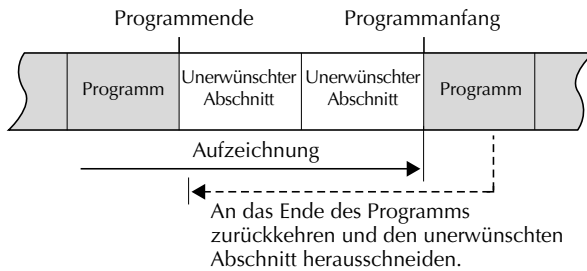 Programmende
Programmanfang
Programm
Unerwünschter
Abschnitt
Unerwünschter
Abschnitt
Programm
Aufzeichnung
An das Ende des Programms
zurückkehren und den unerwünschten
Abschnitt herausschneiden.